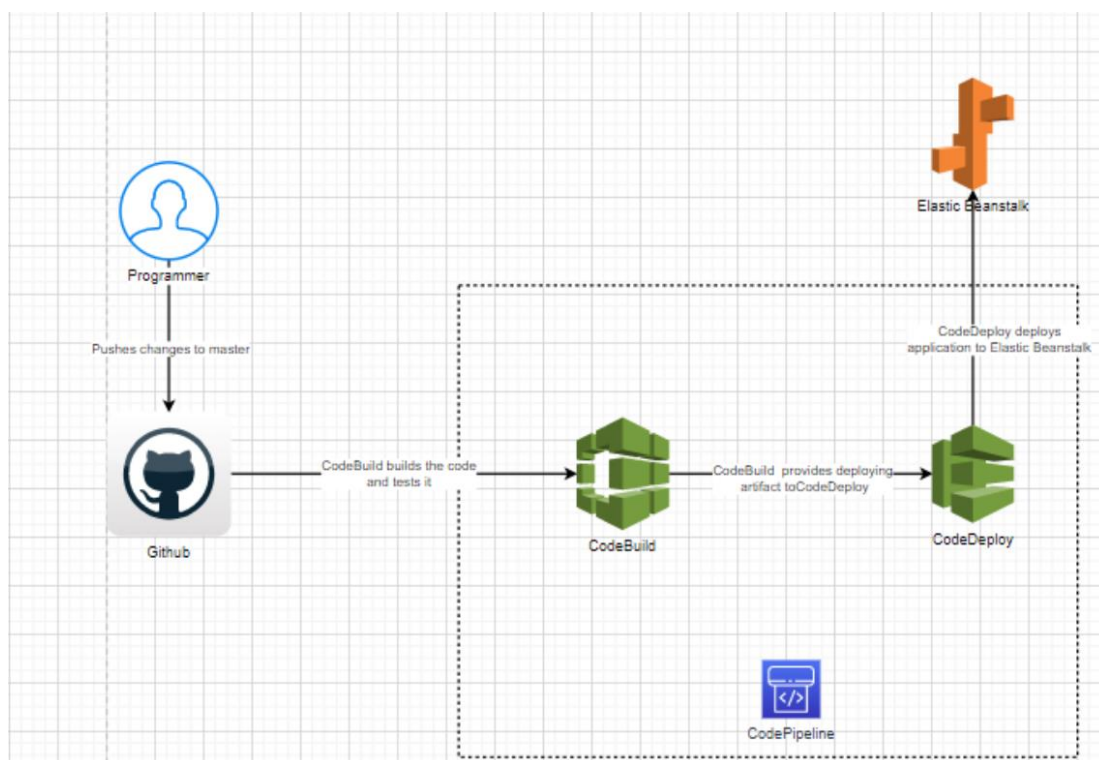 Elastic Beanstalk
Programmer
Pushes changes to master
CodeDeploy deploys
application to Elastic Beanstalk
CodeBuild builds the code
and tests it
CodeBuild  provides deploying
artifact toCodeDeploy
Github
CodeBuild
CodeDeploy
</>
CodePipeline